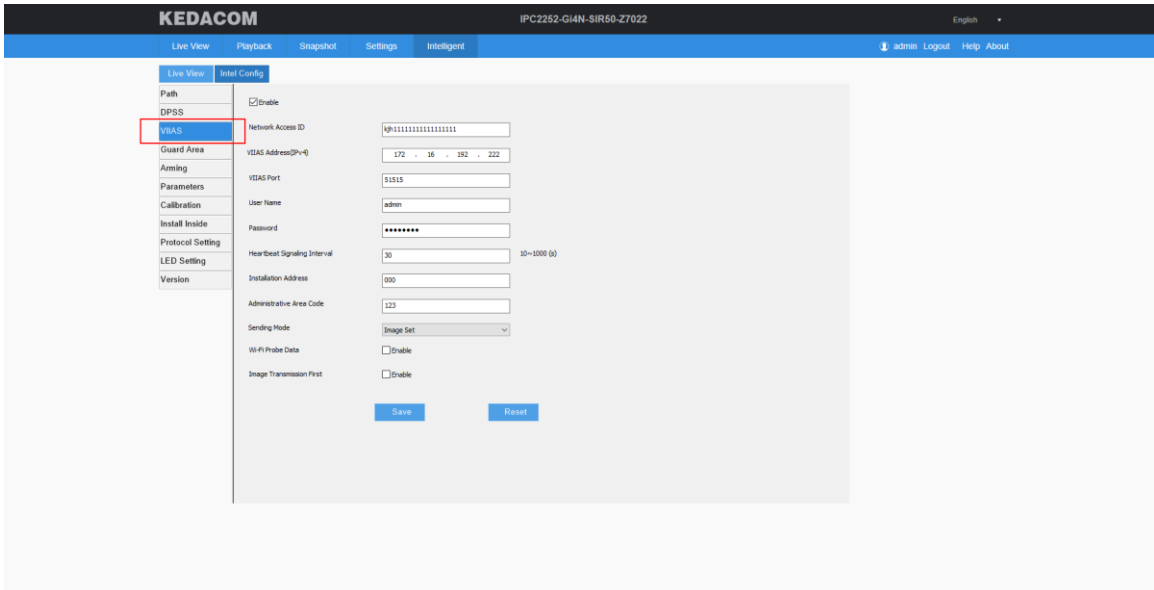 KEDACOM IPC2252-Gi4N-SIR50-Z7022 English
Live View Playback Snapshot Settings Intelligent admin Logout Help About
Live View Intel Config
Path
DPSS
VIIAS
Guard Area
Arming
Parameters
Calibration
Install Inside
Protocol Setting
LED Setting
Version
Enable
Network Access ID kjh11111111111111111
VIIAS Address(IPv4) 172 . 16 . 192 . 222
VIIAS Port 51515
User Name admin
Password ●●●●●●●●
Heartbeat Signaling Interval 30 10~1000 (s)
Installation Address 000
Administrative Area Code 123
Sending Mode Image Set
Wi-Fi Probe Data Enable
Image Transmission First Enable
Save Reset